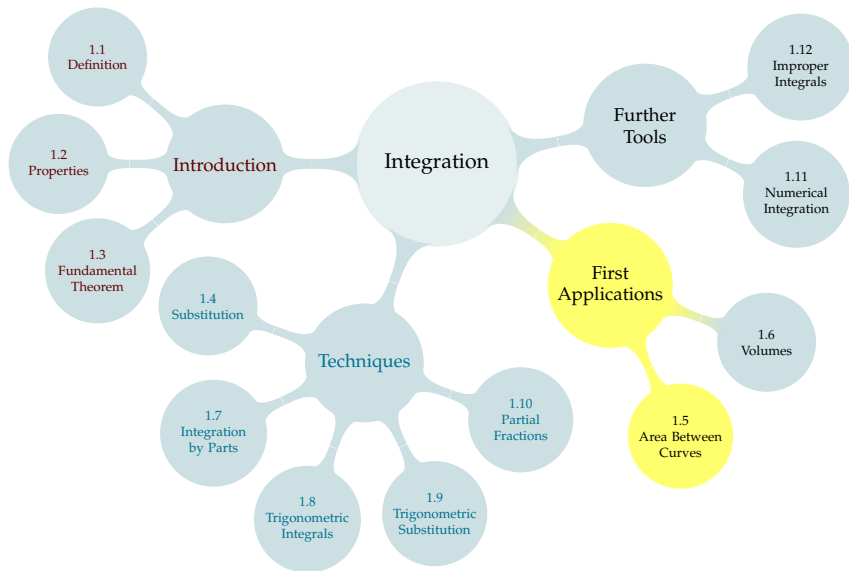 Integration
Introduction
1.1
Definition
1.2
Properties
1.3
Fundamental
Theorem
Techniques
1.4
Substitution
1.7
Integration
by Parts
1.8
Trigonometric
Integrals
1.9
Trigonometric
Substitution
1.10
Partial
Fractions
First
Applications
1.5
Area Between
Curves
1.6
Volumes
Further
Tools
1.11
Numerical
Integration
1.12
Improper
Integrals